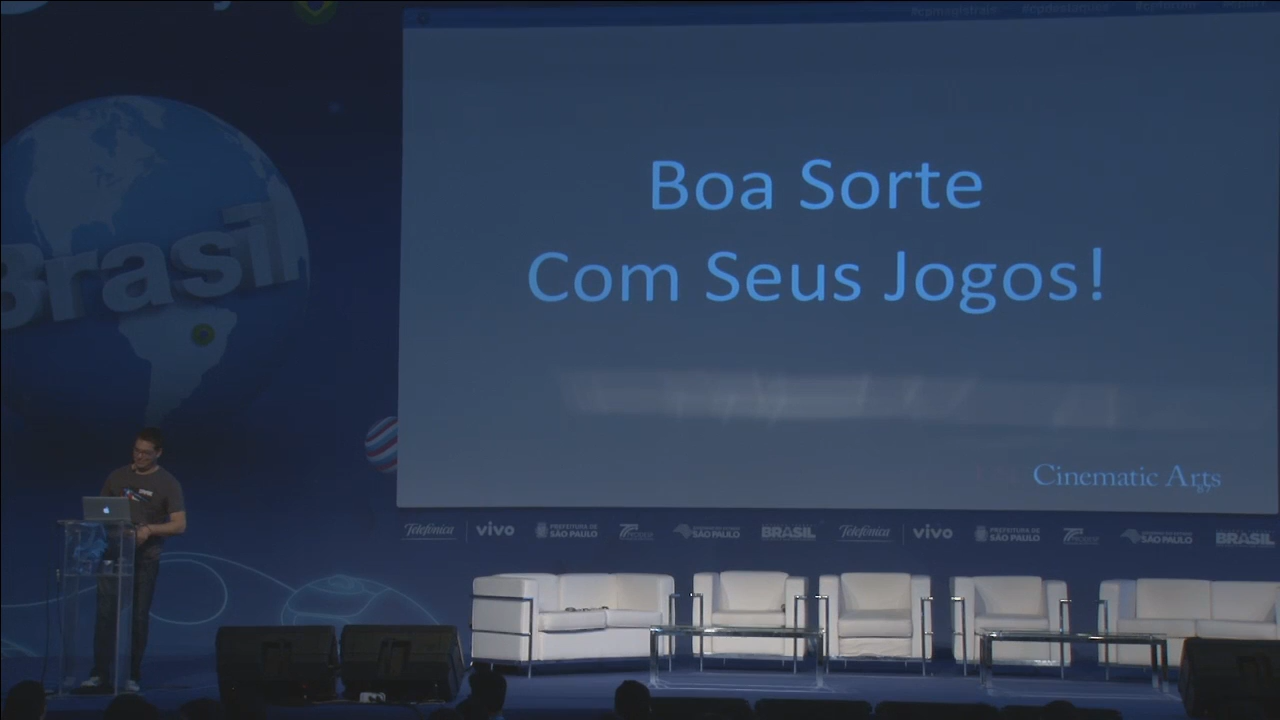 Boa Sorte
Com Seus Jogos!
Cinematic Arts
87
Brasil
Telefónica vivo PREFEITURA DE SÃO PAULO SÃO PAULO BRASIL Telefónica vivo PREFEITURA DE SÃO PAULO SÃO PAULO BRASIL